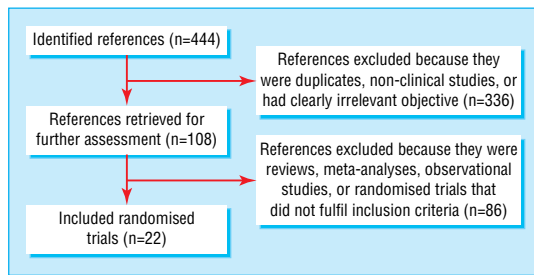 Identified references (n=444)
References excluded because they
were duplicates, non-clinical studies, or
had clearly irrelevant objective (n=336)
References retrieved for
further assessment (n=108)
References excluded because they were
reviews, meta-analyses, observational
studies, or randomised trials that
did not fulfil inclusion criteria (n=86)
Included randomised
trials (n=22)